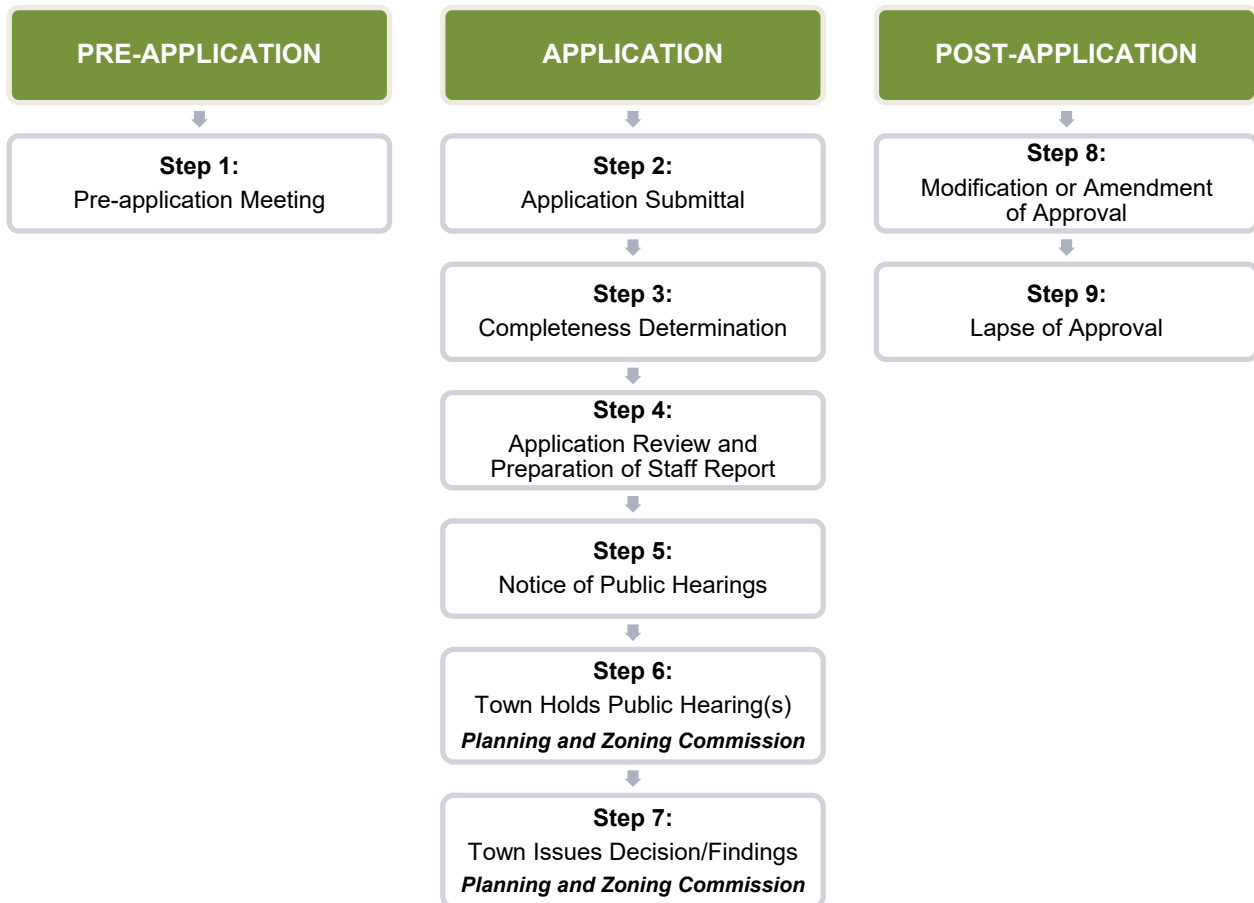 PRE-APPLICATION
Step 1:
Pre-application Meeting
APPLICATION
Step 2:
Application Submittal
Step 3:
Completeness Determination
Step 4:
Application Review and
Preparation of Staff Report
Step 5:
Notice of Public Hearings
Step 6:
Town Holds Public Hearing(s)
Planning and Zoning Commission
Step 7:
Town Issues Decision/Findings
Planning and Zoning Commission
POST-APPLICATION
Step 8:
Modification or Amendment
of Approval
Step 9:
Lapse of Approval